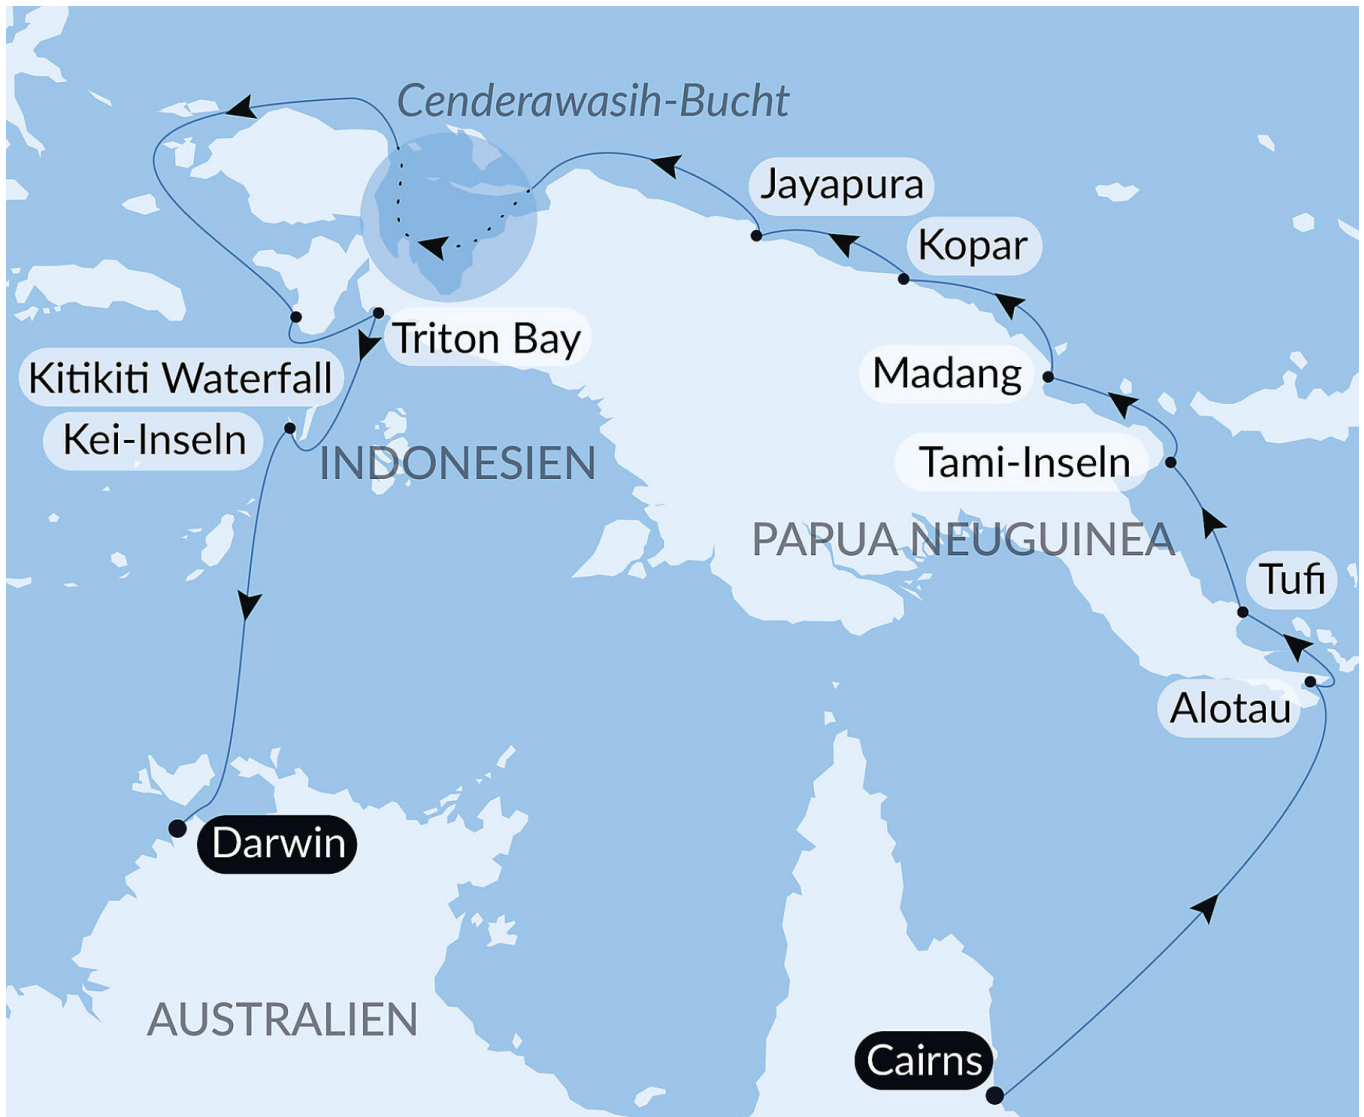 Cenderawasih-Bucht
Jayapura
Kopar
Triton Bay
Madang
Kitikiti Waterfall
Kei-Inseln
INDONESIEN
Tami-Inseln
PAPUA NEUGUINEA
Tufi
Alotau
Darwin
AUSTRALIEN
Cairns